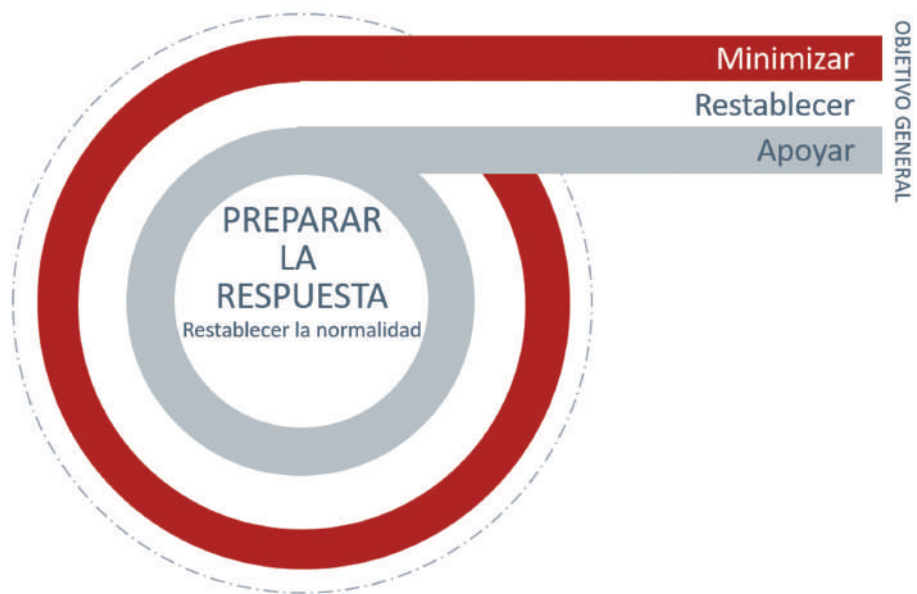 Minimizar
Restablecer
Apoyar
OBJETIVO GENERAL
PREPARAR
LA
RESPUESTA
Restablecer la normalidad